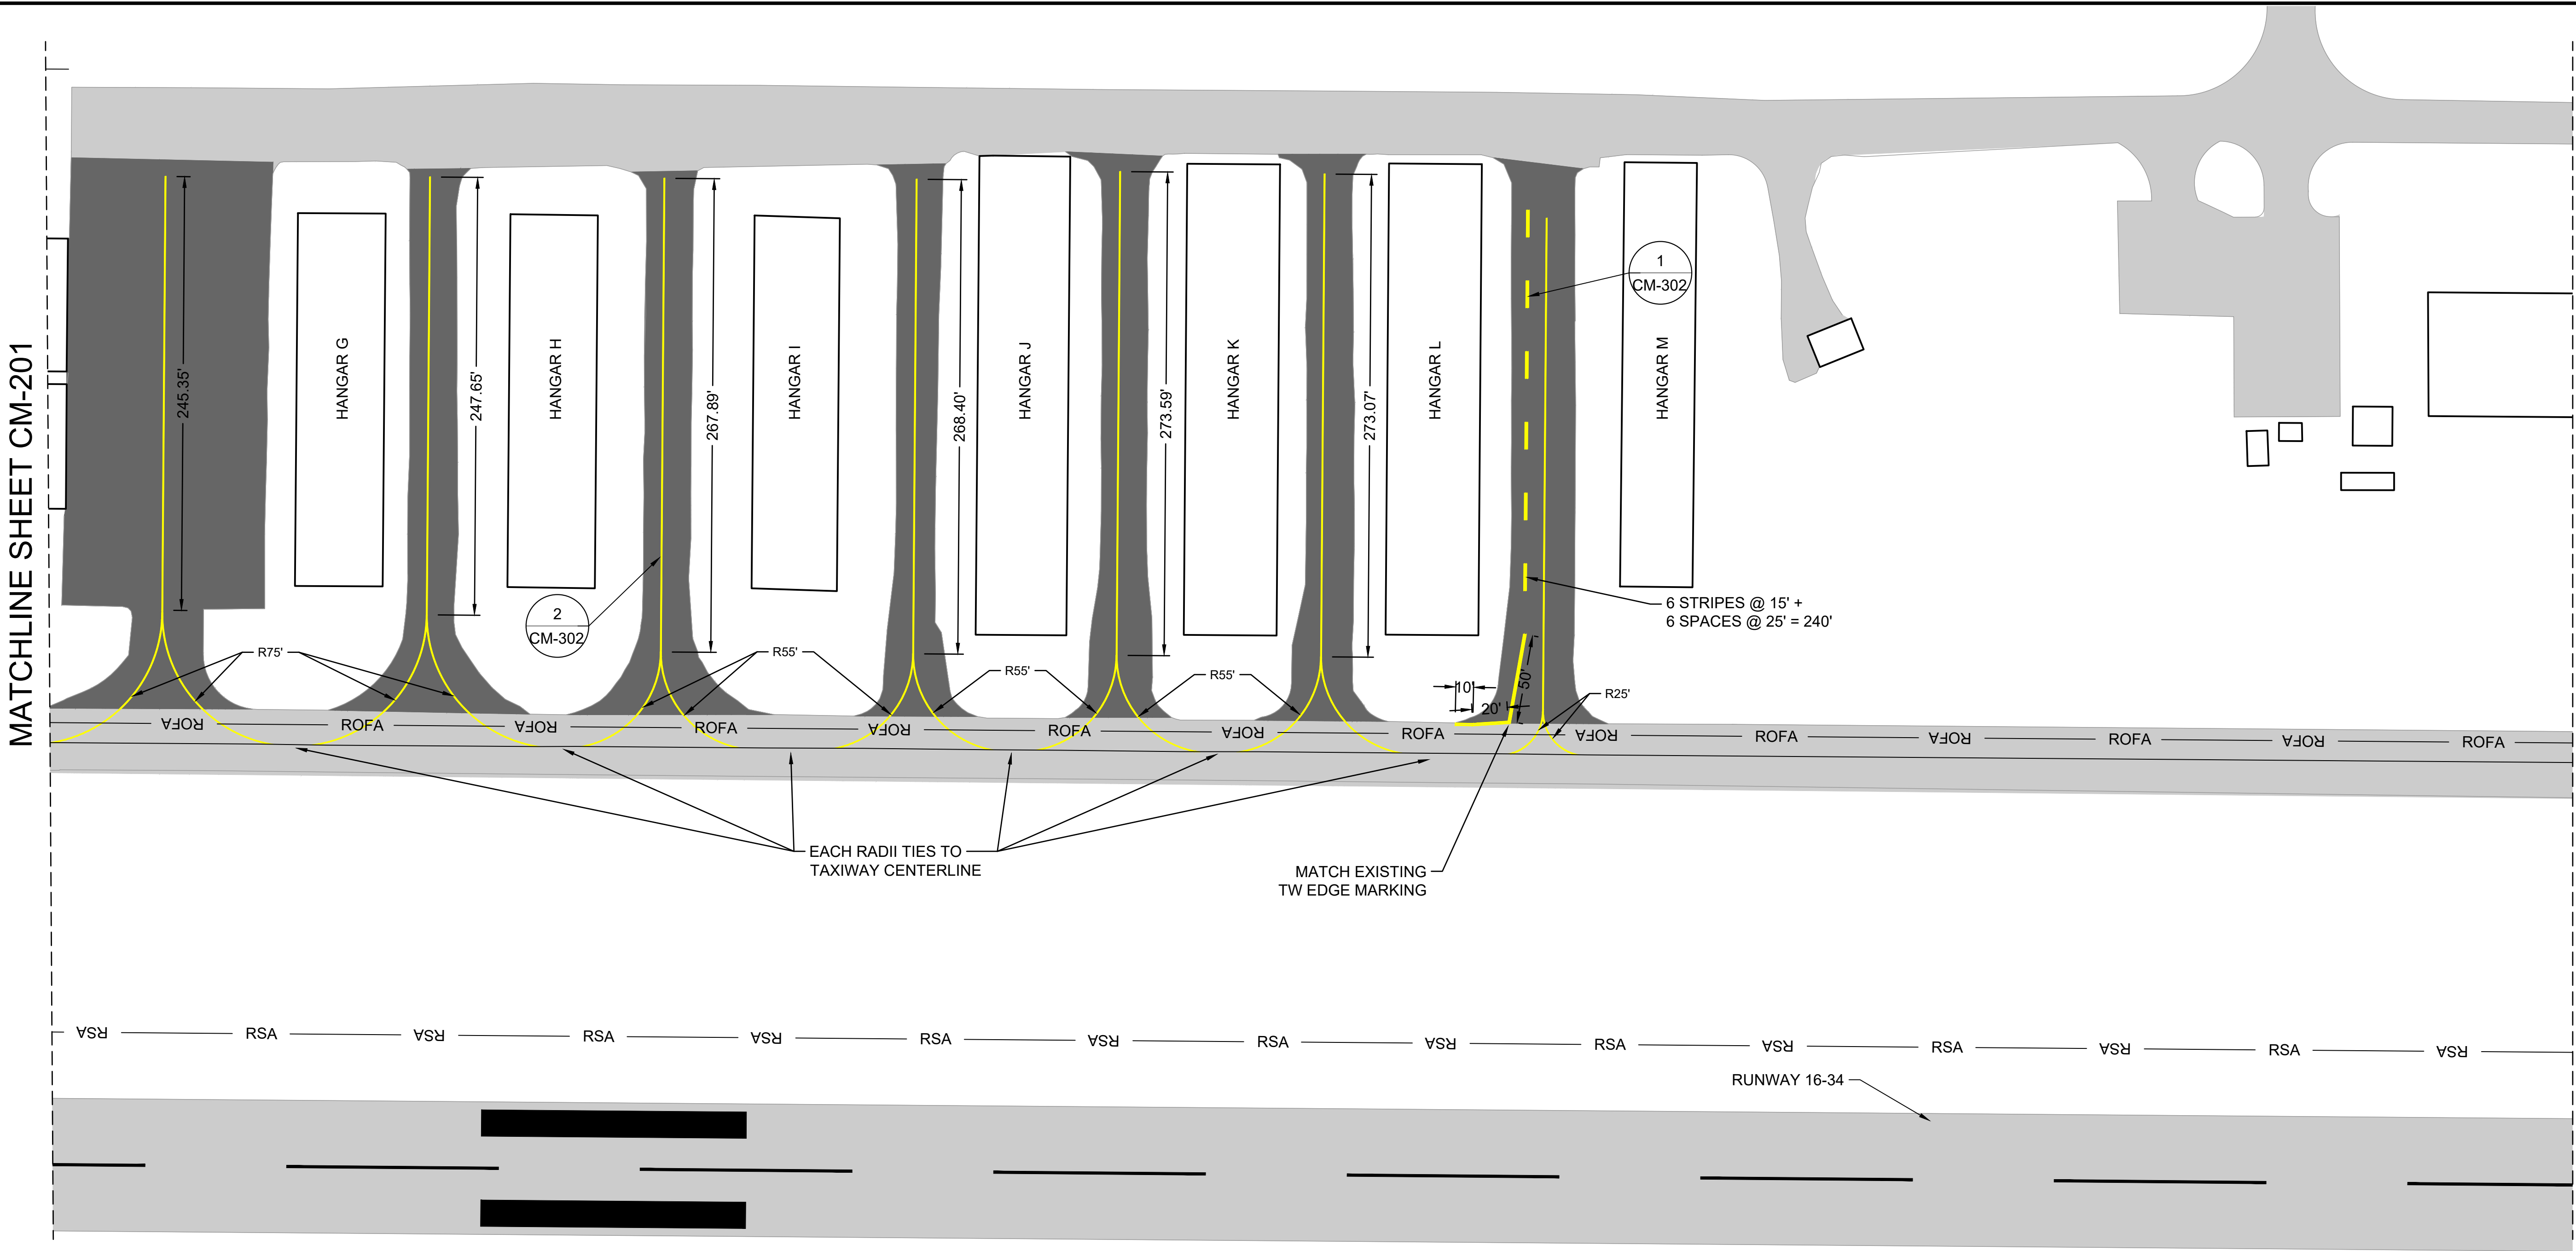 MATCHLINE SHEET CM-201
245.35'
HANGAR G
247.65'
HANGAR H
267.89'
HANGAR I
268.40'
HANGAR J
273.59'
HANGAR K
273.07'
HANGAR L
1
CM-302
HANGAR M
2
CM-302
6 STRIPES @ 15' +
6 SPACES @ 25' = 240'
R75'
R55'
R55'
R55'
10'
20'
50'
R25'
ROFA ROFA ROFA ROFA ROFA ROFA ROFA ROFA ROFA ROFA ROFA ROFA ROFA ROFA
EACH RADII TIES TO
TAXIWAY CENTERLINE
MATCH EXISTING
TW EDGE MARKING
RSA RSA RSA RSA RSA RSA RSA RSA RSA RSA RSA RSA RSA RSA RSA
RUNWAY 16-34